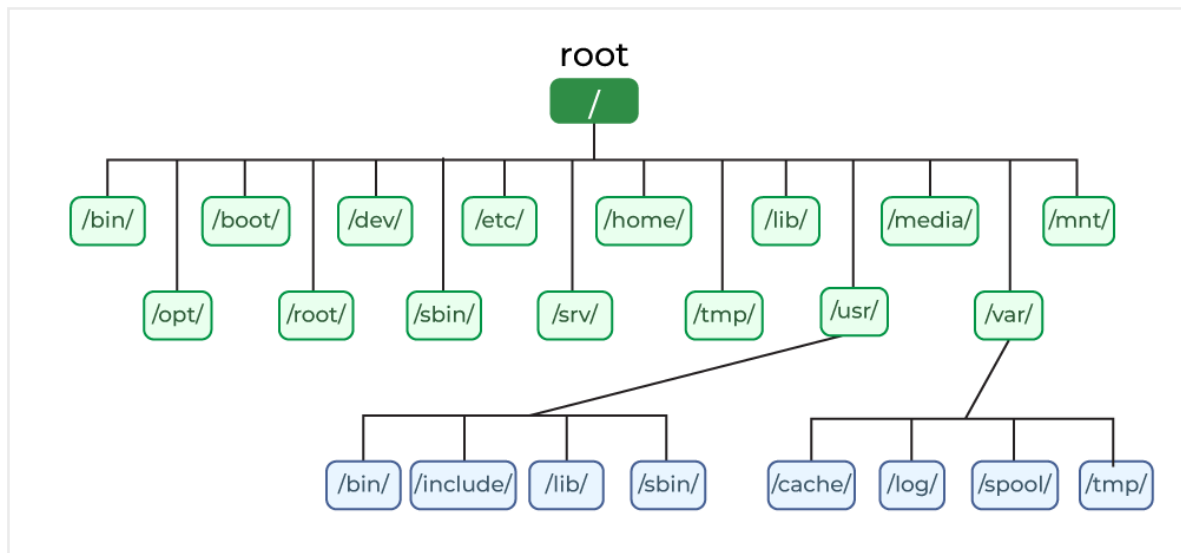 root
/
/bin/ /boot/ /dev/ /etc/ /home/ /lib/ /media/ /mnt/
/opt/ /root/ /sbin/ /srv/ /tmp/ /usr/ /var/
/bin/ /include/ /lib/ /sbin/ /cache/ /log/ /spool/ /tmp/